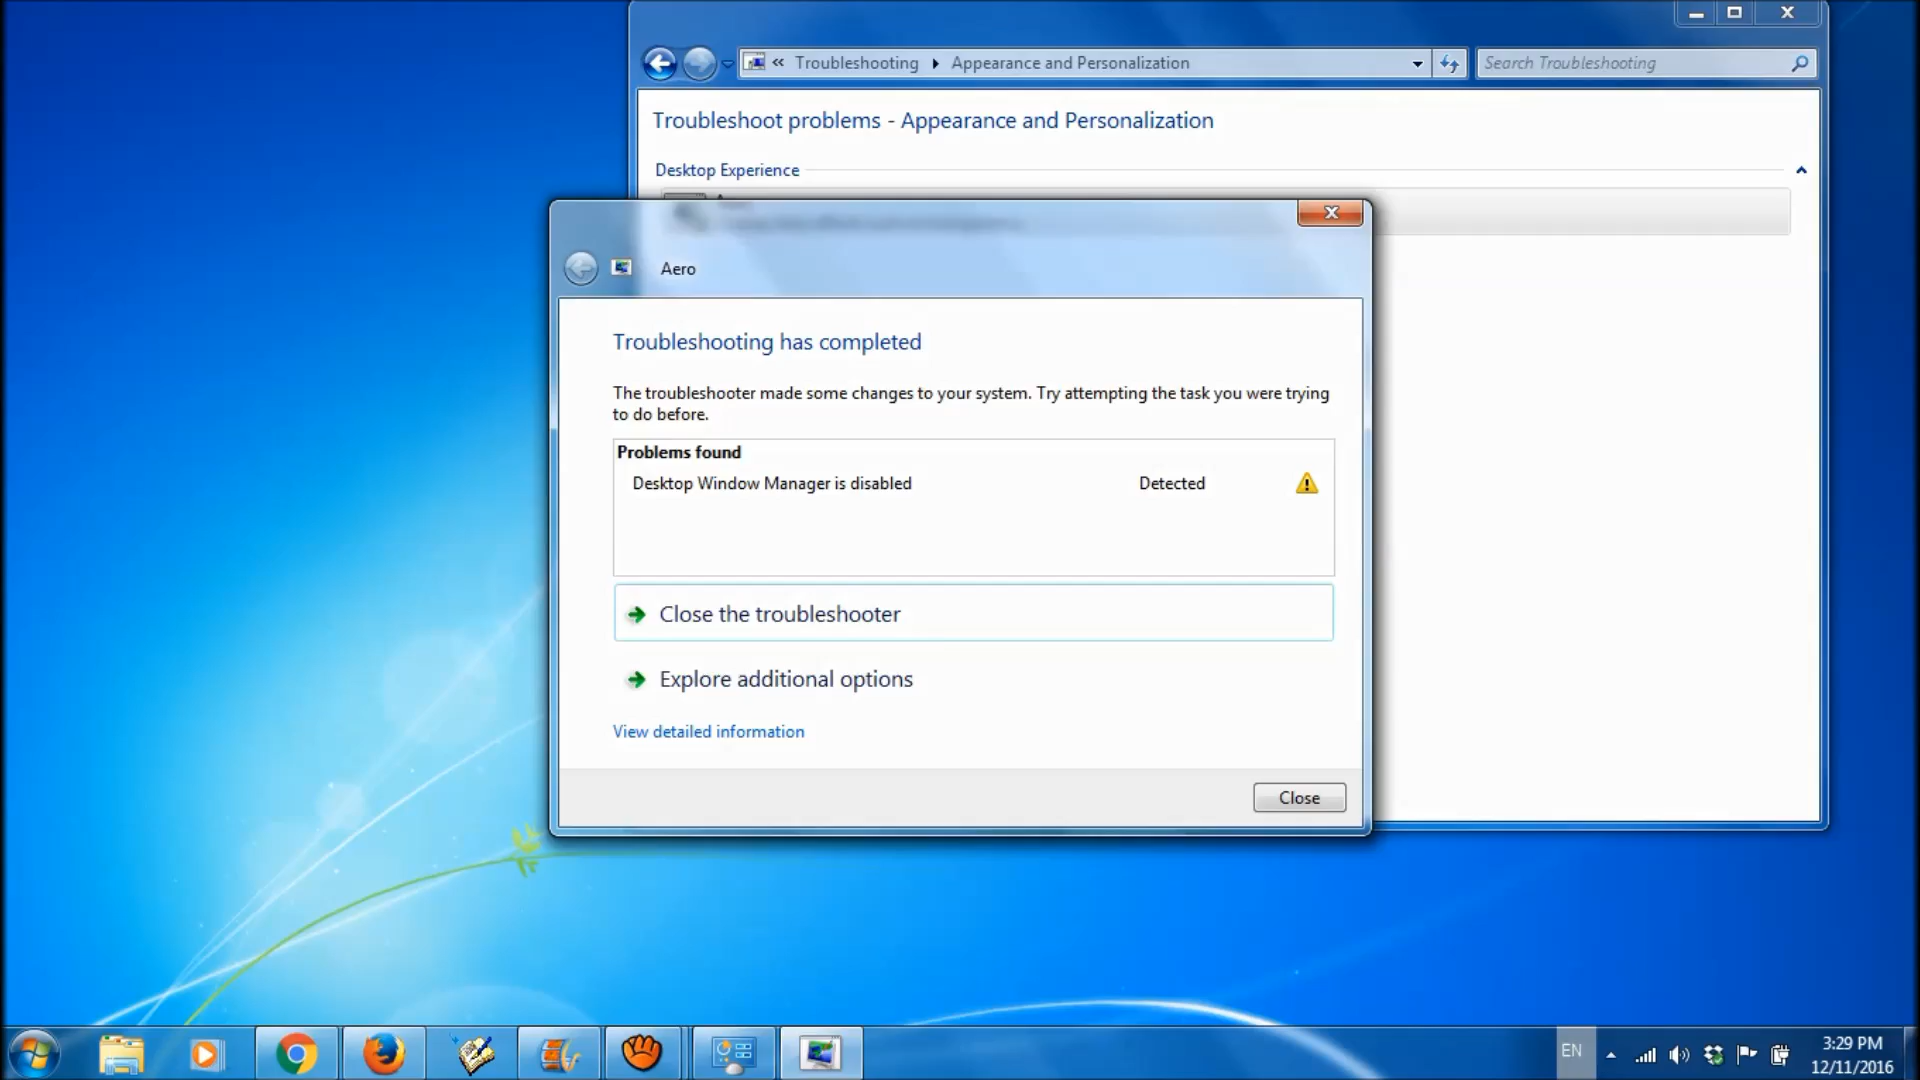 Troubleshooting
Appearance and Personalization
Search Troubleshooting
Troubleshoot problems - Appearance and Personalization
Desktop Experience
Aero
Troubleshooting has completed
The troubleshooter made some changes to your system. Try attempting the task you were trying
to do before.
Problems found
Desktop Window Manager is disabled
Detected
Close the troubleshooter
Explore additional options
View detailed information
Close
EN
3:29 PM
12/11/2016